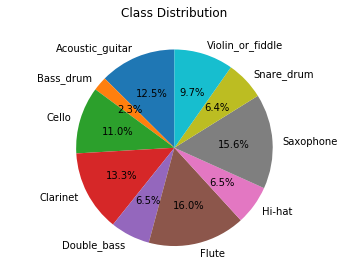 Class Distribution
Acoustic_guitar
12.5%
Bass_drum
2.3%
Cello
11.0%
Clarinet
13.3%
Double_bass
6.5%
Flute
16.0%
Hi-hat
6.5%
Saxophone
15.6%
Snare_drum
6.4%
Violin_or_fiddle
9.7%